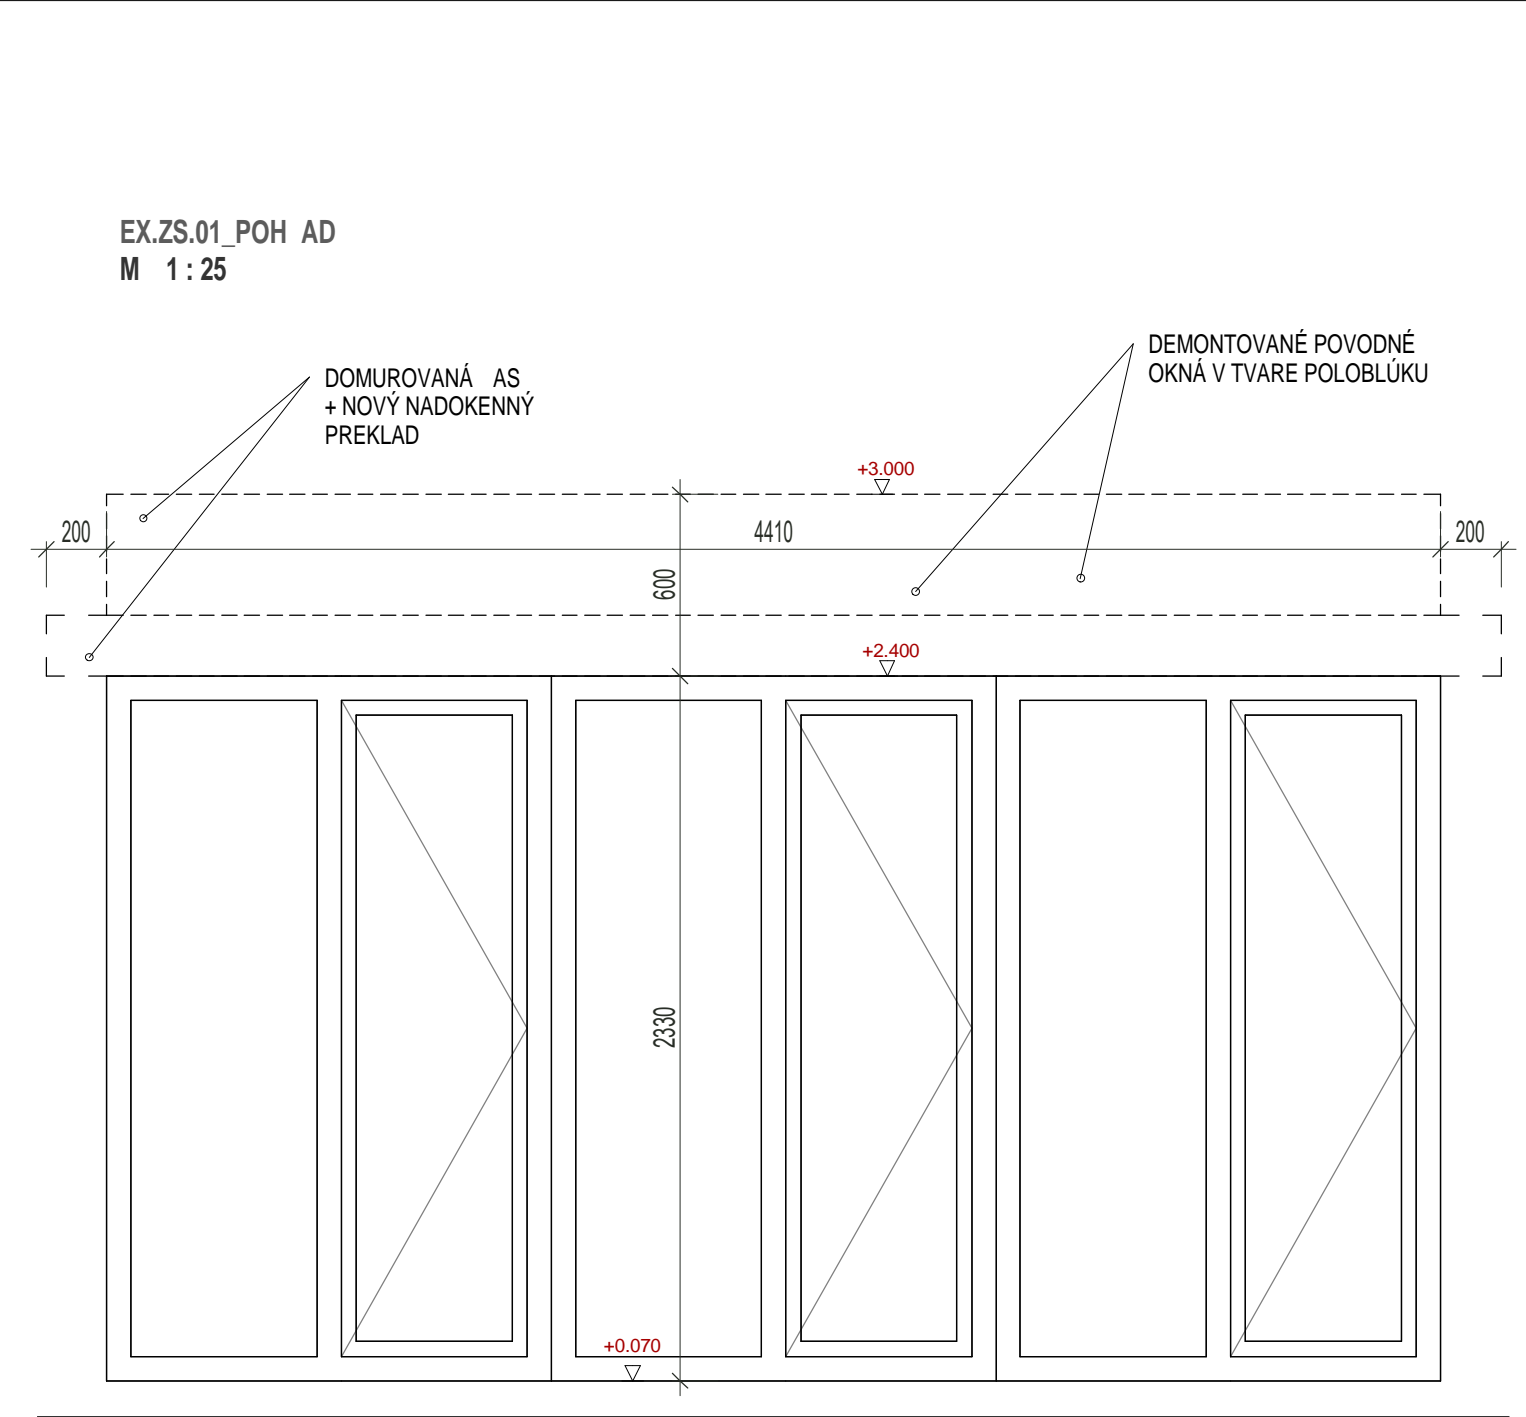 EX.ZS.01_POH AD
M 1 : 25
DOMUROVANÁ AS
+ NOVÝ NADOKENNÝ
PREKLAD
DEMONTOVANÉ POVODNÉ
OKNÁ V TVARE POLOBLÚKU
+3.000
200
4410
200
600
+2.400
2330
+0.070